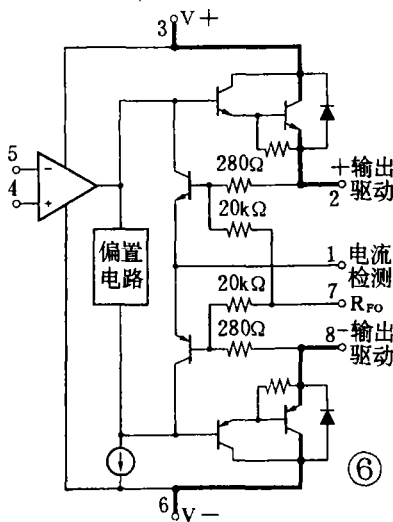 3 V+
5 -
4 +
偏置
电路
280Ω
20kΩ
20kΩ
280Ω
+输出
2 驱动
1 电流
检测
7 R_FO
8 -输出
驱动
6 V-
⑥